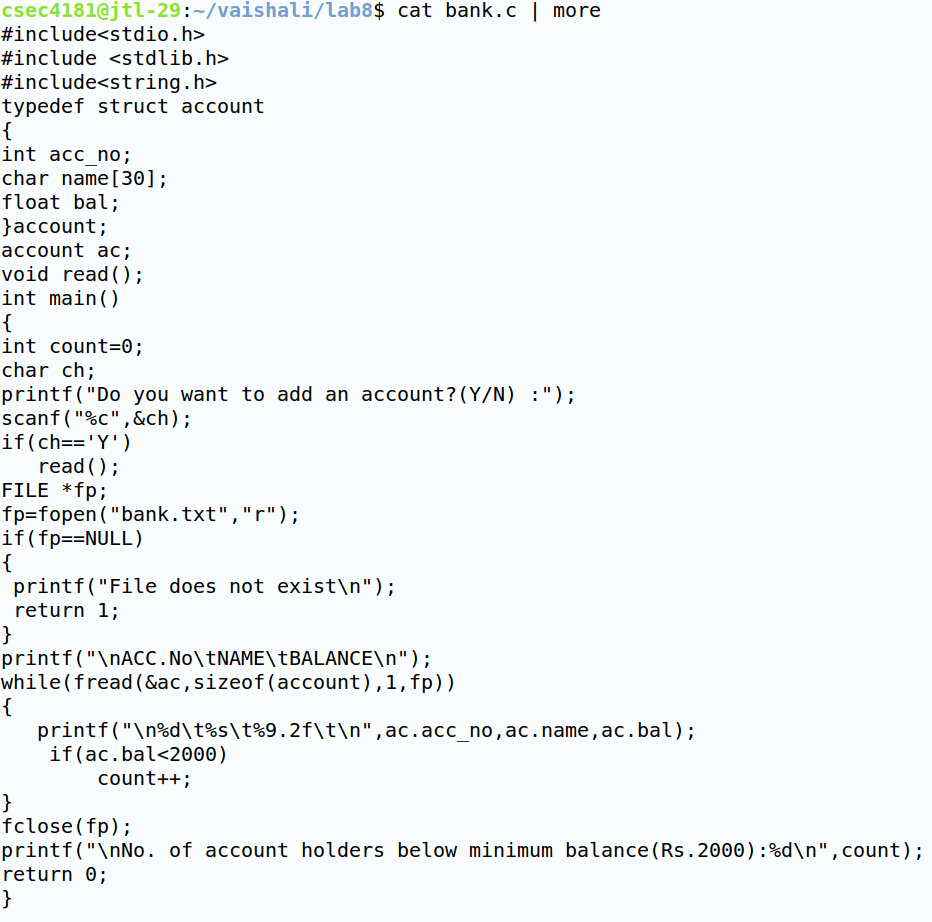 csec4181@jtl-29:~/vaishali/lab8$ cat bank.c | more
#include<stdio.h>
#include <stdlib.h>
#include<string.h>
typedef struct account
{
int acc_no;
char name[30];
float bal;
}account;
account ac;
void read();
int main()
{
int count=0;
char ch;
printf("Do you want to add an account?(Y/N) :");
scanf("%c",&ch);
if(ch=='Y')
   read();
FILE *fp;
fp=fopen("bank.txt","r");
if(fp==NULL)
{
 printf("File does not exist\n");
 return 1;
}
printf("\nACC.No\tNAME\tBALANCE\n");
while(fread(&ac,sizeof(account),1,fp))
{
   printf("\n%d\t%s\t%9.2f\t\n",ac.acc_no,ac.name,ac.bal);
    if(ac.bal<2000)
        count++;
}
fclose(fp);
printf("\nNo. of account holders below minimum balance(Rs.2000):%d\n",count);
return 0;
}